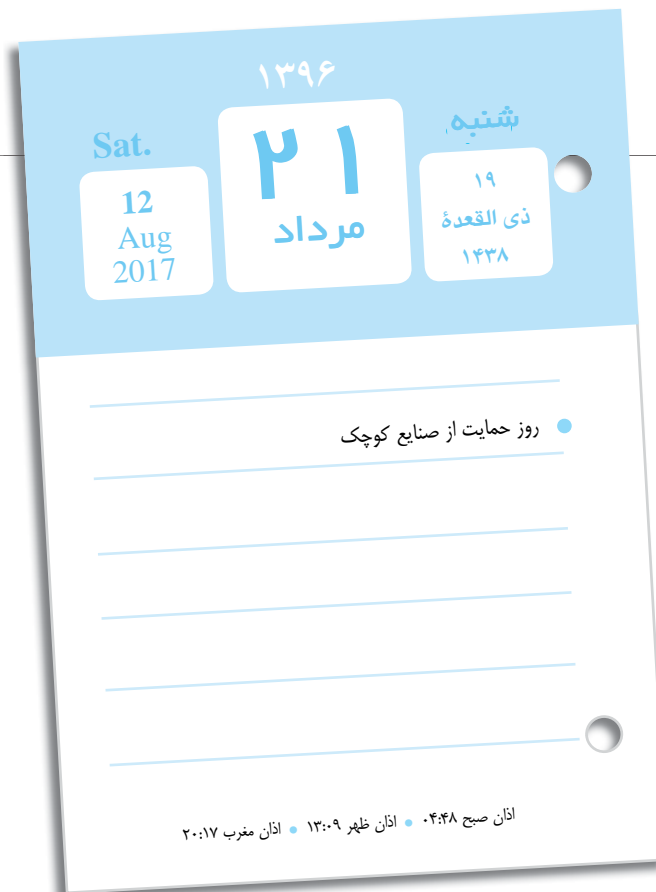 ۱۳۹۶
شنبه
۱۹
ذی القعدهٔ
۱۴۳۸
۲۱
مرداد
Sat.
12
Aug
2017
روز حمایت از صنایع کوچک
اذان صبح ۰۴:۴۸ ● اذان ظهر ۱۳:۰۹ ● اذان مغرب ۲۰:۱۷